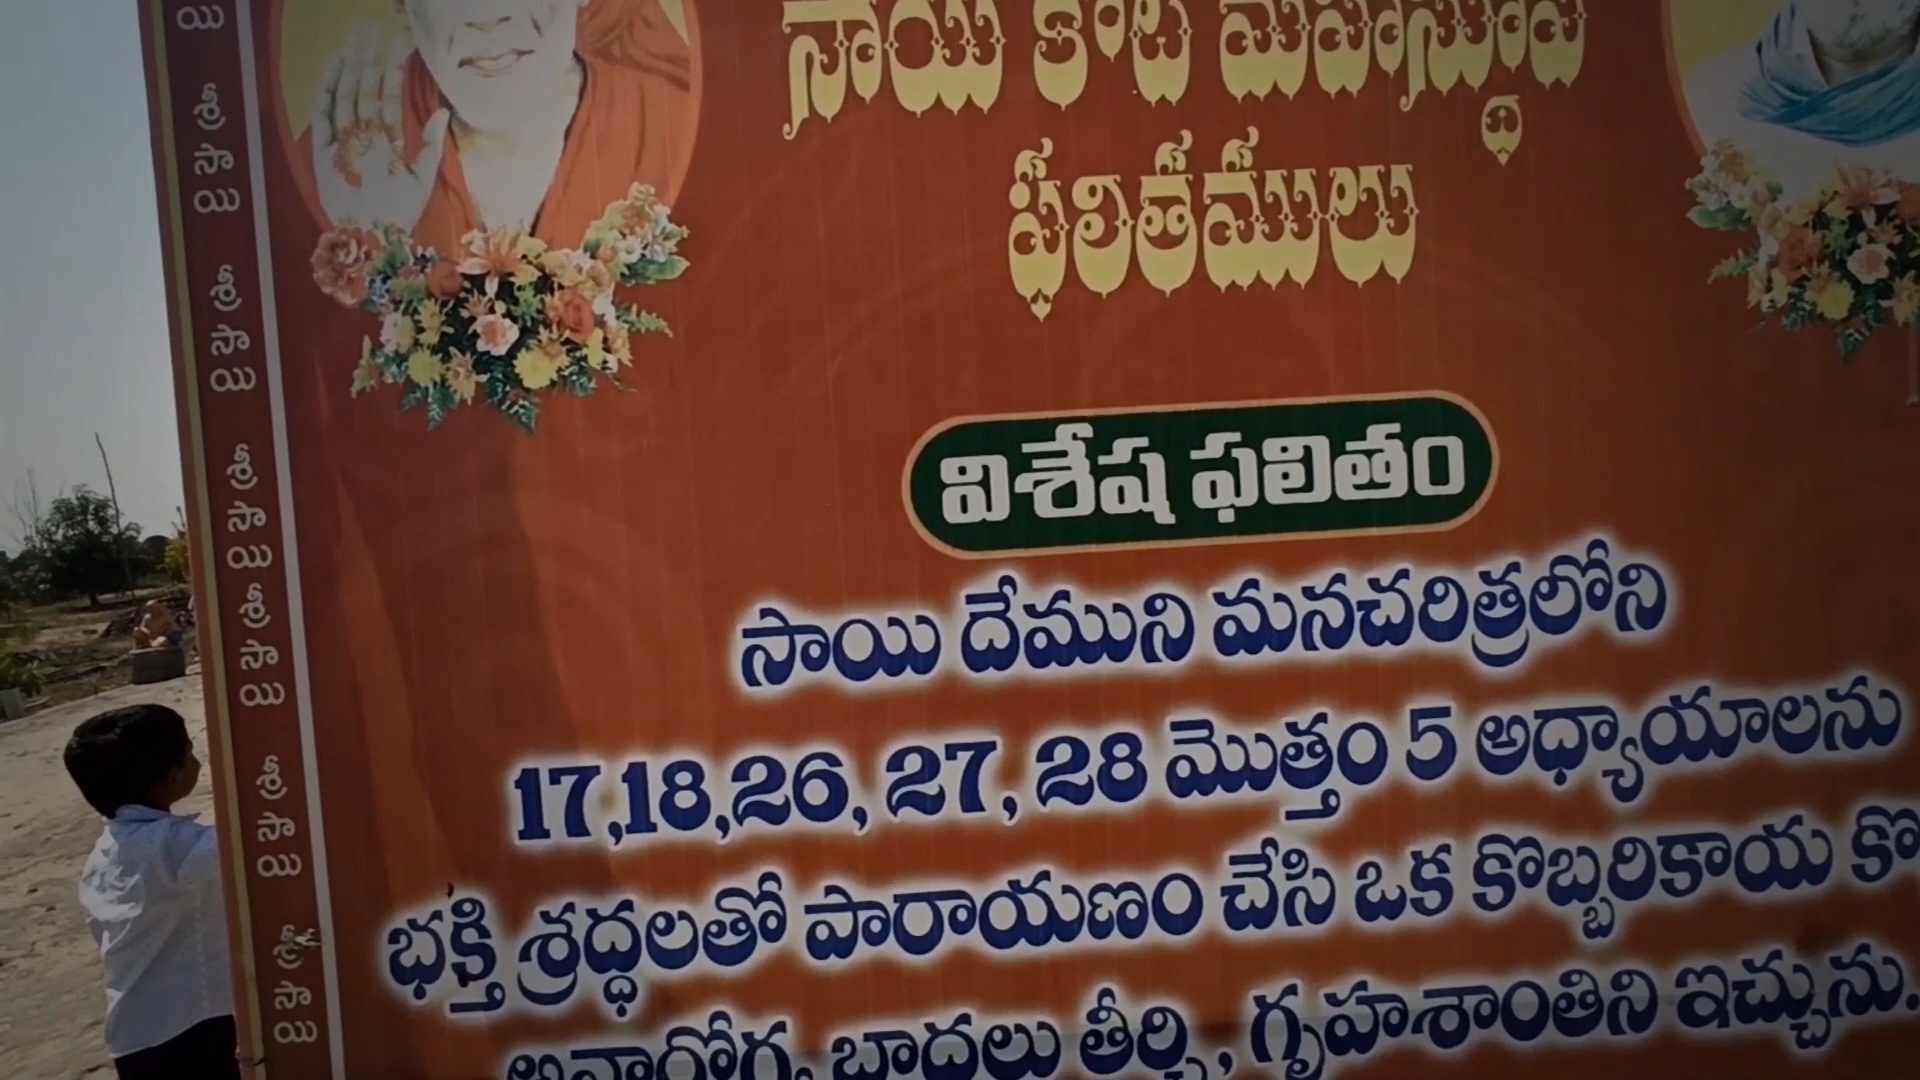 సాయి కోటి మహాస్థూప
ఫలితములు
విశేష ఫలితం
సాయి దేముని మనచరిత్రలోని
17,18,26, 27, 28 మొత్తం 5 అధ్యాయాలను
భక్తి శ్రద్ధలతో పారాయణం చేసి ఒక కొబ్బరికాయ
అనారోగ్య బాదలు తీర్చి, గృహశాంతిని ఇచ్చును.
శ్రీ సాయి
శ్రీ సాయి
శ్రీ సాయి
శ్రీ సాయి
శ్రీ సాయి
శ్రీ సాయి